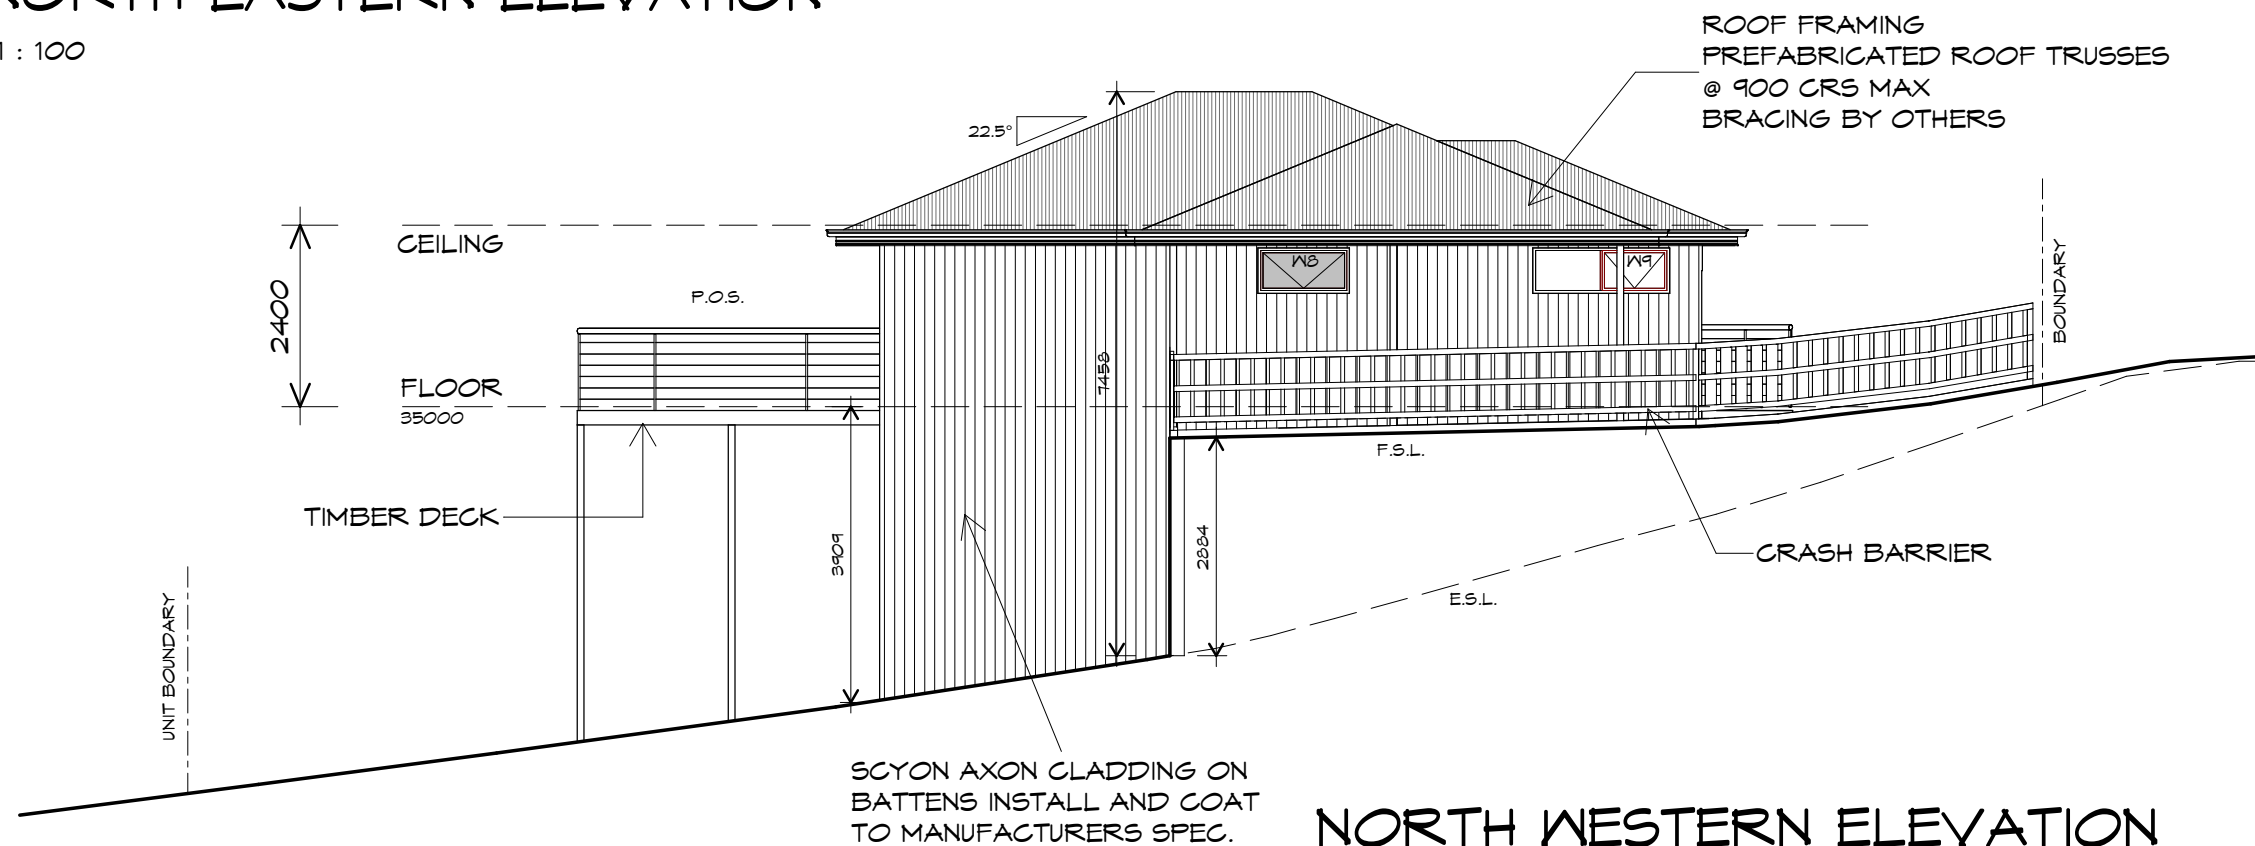 NORTH EASTERN ELEVATION
1 : 100
ROOF FRAMING
PREFABRICATED ROOF TRUSSES
@ 900 CRS MAX
BRACING BY OTHERS
22.5°
CEILING
2400
P.O.S.
W8
W9
BOUNDARY
7458
FLOOR
35000
F.S.L.
TIMBER DECK
3909
2884
CRASH BARRIER
E.S.L.
UNIT BOUNDARY
SCYON AXON CLADDING ON
BATTENS INSTALL AND COAT
TO MANUFACTURERS SPEC.
NORTH WESTERN ELEVATION